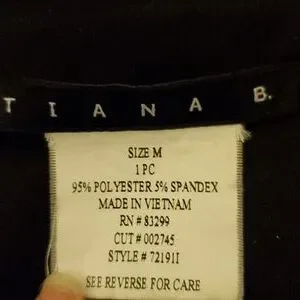 TIANA B.
SIZE M
1 PC
95% POLYESTER 5% SPANDEX
MADE IN VIETNAM
RN # 83299
CUT # 002745
STYLE # 72191I
SEE REVERSE FOR CARE